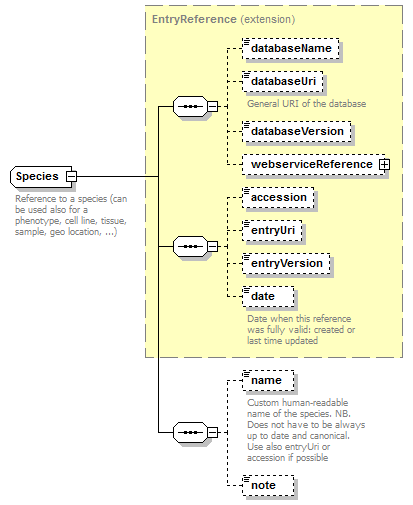 EntryReference (extension)
databaseName
databaseUri
General URI of the database
databaseVersion
webserviceReference
Species
Reference to a species (can
be used also for a
phenotype, cell line, tissue,
sample, geo location, ...)
accession
entryUri
entryVersion
date
Date when this reference
was fully valid: created or
last time updated
name
Custom human-readable
name of the species. NB.
Does not have to be always
up to date and canonical.
Use also entryUri or
accession if possible
note